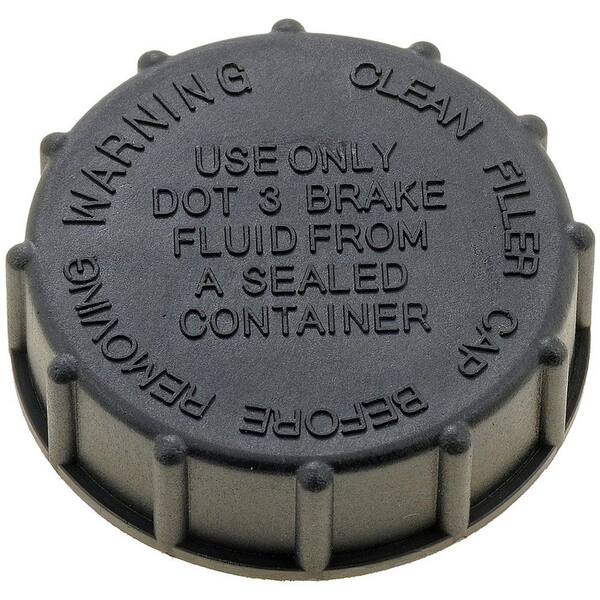 WARNING CLEAN FILLER CAP BEFORE REMOVING
USE ONLY
DOT 3 BRAKE
FLUID FROM
A SEALED
CONTAINER